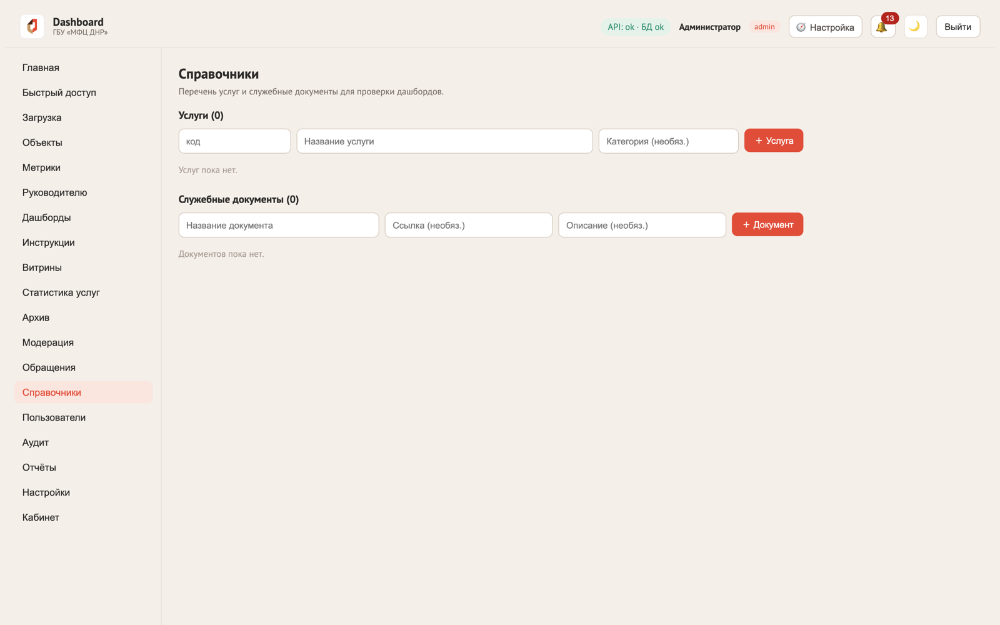 Dashboard
ГБУ «МФЦ ДНР»
API: ok · БД ok
Администратор
admin
Настройка
13
Выйти
Главная
Быстрый доступ
Загрузка
Объекты
Метрики
Руководителю
Дашборды
Инструкции
Витрины
Статистика услуг
Архив
Модерация
Обращения
Справочники
Пользователи
Аудит
Отчёты
Настройки
Кабинет
Справочники
Перечень услуг и служебные документы для проверки дашбордов.
Услуги (0)
код
Название услуги
Категория (необяз.)
+ Услуга
Услуг пока нет.
Служебные документы (0)
Название документа
Ссылка (необяз.)
Описание (необяз.)
+ Документ
Документов пока нет.